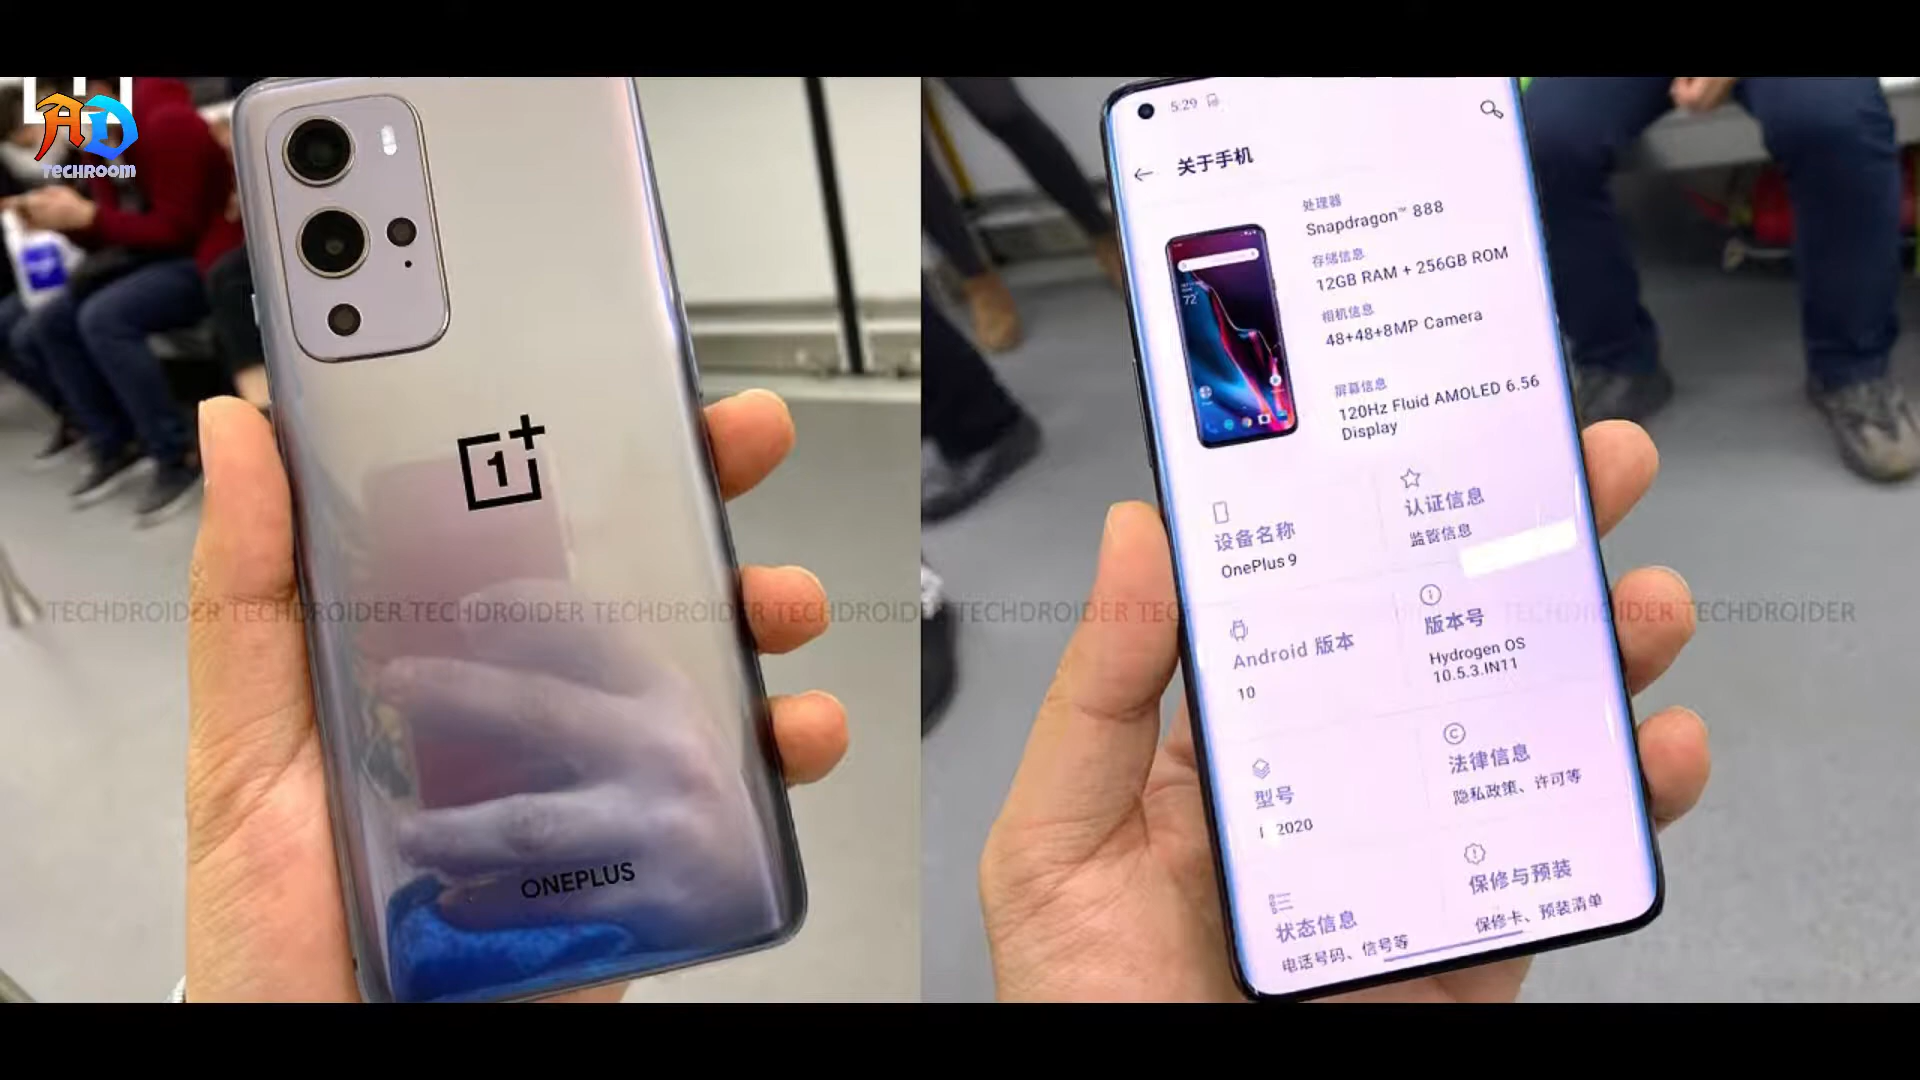 AD
TECHROOM
1+
ONEPLUS
TECHDROIDER TECHDROIDER TECHDROIDER TECHDROIDER TECHDROIDER TECHDROIDER TECHDROIDER TECHDROIDER
5:29
关于手机
处理器
Snapdragon™ 888
存储信息
12GB RAM + 256GB ROM
相机信息
48+48+8MP Camera
屏幕信息
120Hz Fluid AMOLED 6.56
Display
72°
设备名称
OnePlus 9
认证信息
监管信息
Android 版本
10
版本号
Hydrogen OS
10.5.3.IN11
型号
2020
法律信息
隐私政策、许可等
状态信息
电话号码、信号等
保修与预装
保修卡、预装清单